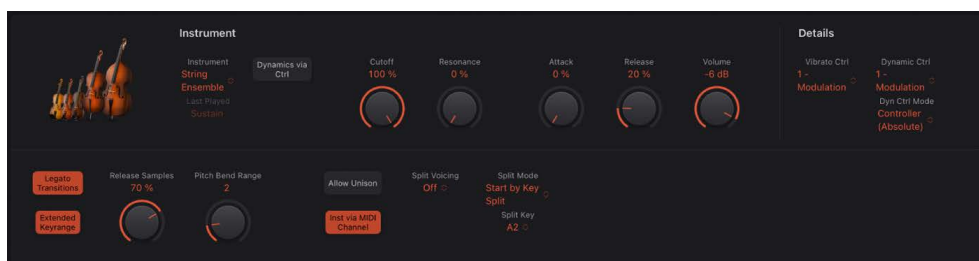 Instrument
Details
Instrument
String
Ensemble
Last Played
Sustain
Dynamics via
Ctrl
Cutoff
100 %
Resonance
0 %
Attack
0 %
Release
20 %
Volume
-6 dB
Vibrato Ctrl
1 -
Modulation
Dynamic Ctrl
1 -
Modulation
Dyn Ctrl Mode
Controller
(Absolute)
Legato
Transitions
Extended
Keyrange
Release Samples
70 %
Pitch Bend Range
2
Allow Unison
Inst via MIDI
Channel
Split Voicing
Off
Split Mode
Start by Key
Split
Split Key
A2